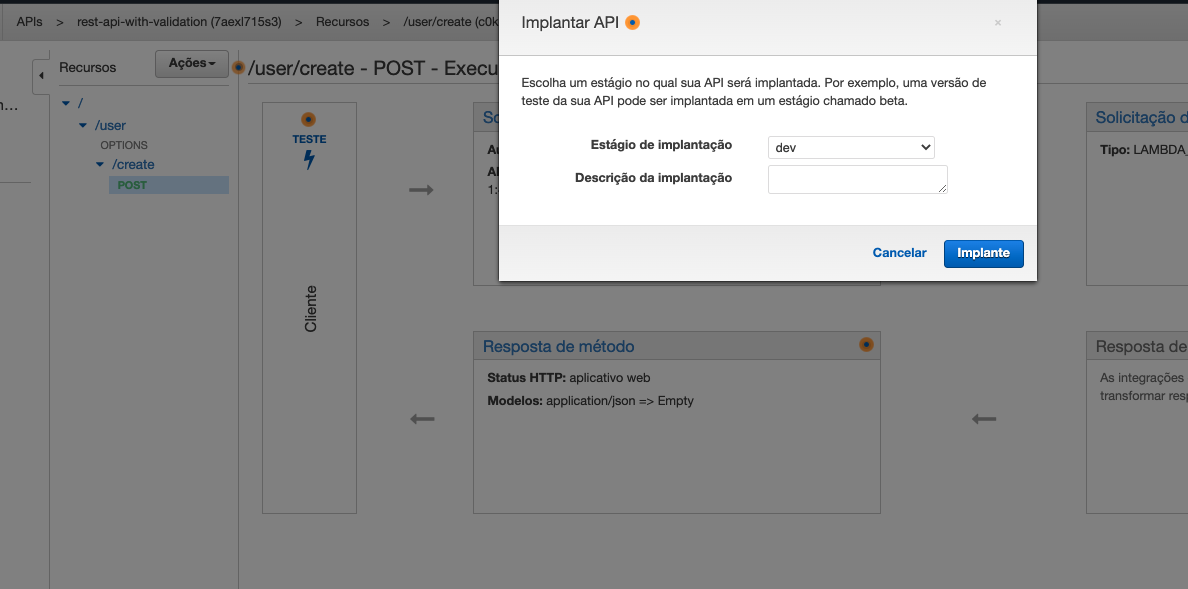 APIs > rest-api-with-validation (7aexl715s3) > Recursos > /user/create (c0k
Implantar API
×
Recursos
Ações
/user/create - POST - Execu
Escolha um estágio no qual sua API será implantada. Por exemplo, uma versão de
teste da sua API pode ser implantada em um estágio chamado beta.
Estágio de implantação
dev
Descrição da implantação
Cancelar
Implante
/
/user
OPTIONS
/create
POST
TESTE
Cliente
So
Au
1:
Solicitação d
Tipo: LAMBDA_
Resposta de método
Status HTTP: aplicativo web
Modelos: application/json => Empty
Resposta de
As integrações
transformar resp